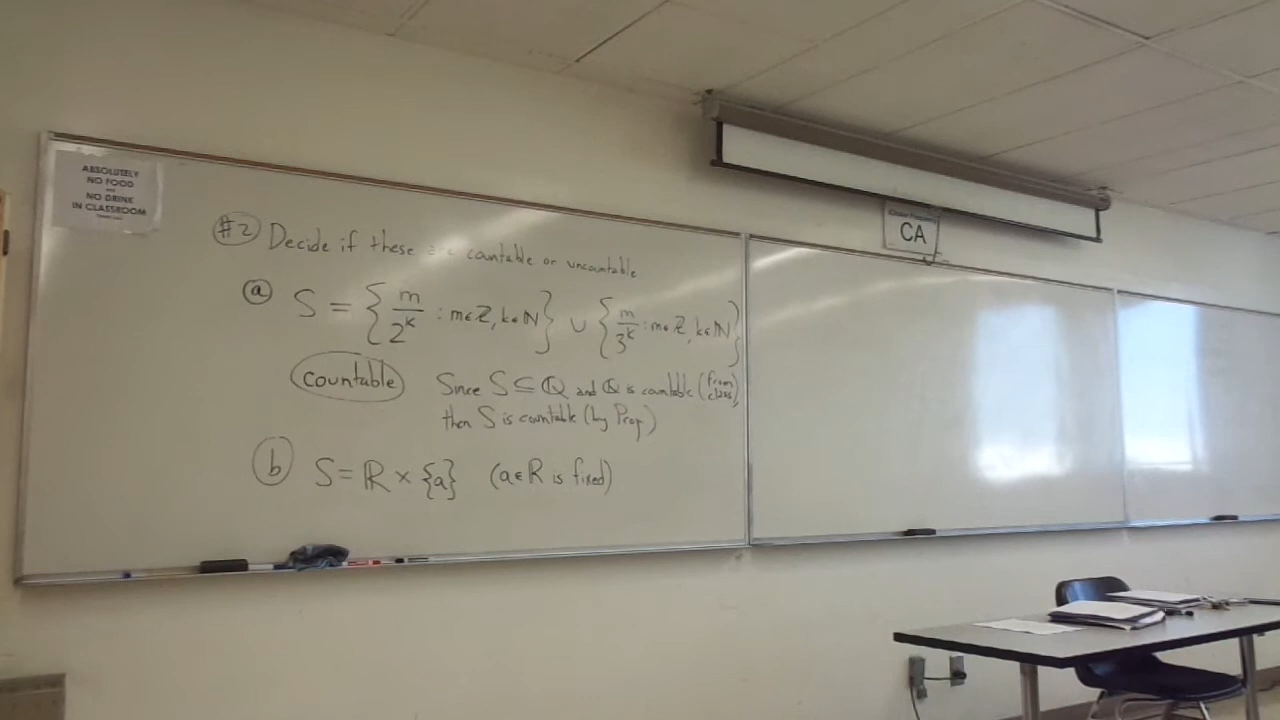 ABSOLUTELY
NO FOOD
NO DRINK
IN CLASSROOM
CA
#2 Decide if these are countable or uncountable
(a) S = { m/2^k : m∈ℤ, k∈ℕ } ∪ { m/3^k : m∈ℤ, k∈ℕ }
countable Since S ⊆ ℚ and ℚ is countable (from class),
then S is countable (by Prop)
(b) S = ℝ × {a} (a∈ℝ is fixed)